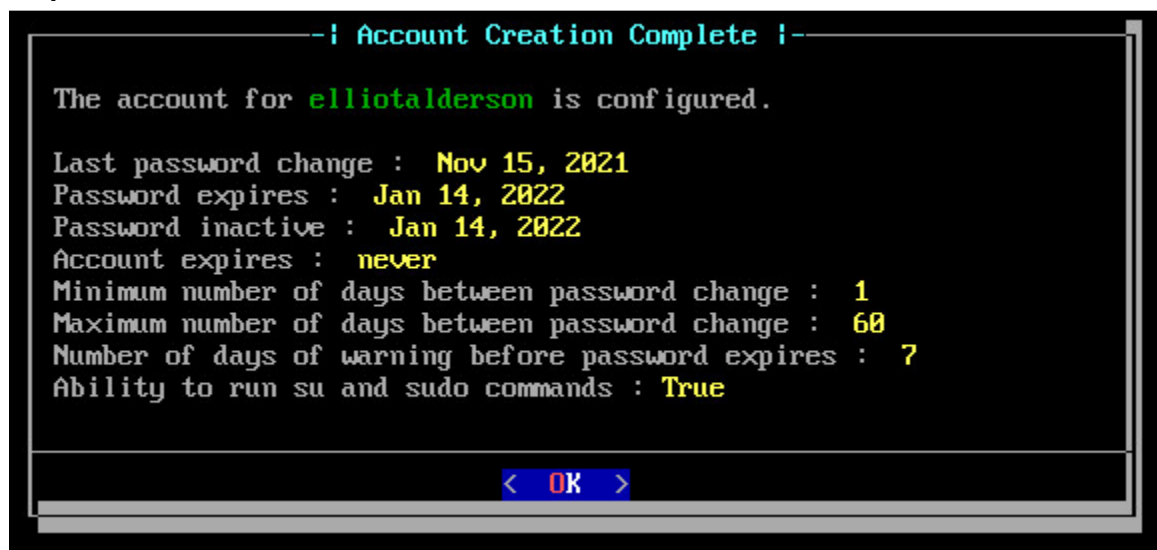 -| Account Creation Complete |-
The account for elliotalderson is configured.
Last password change :  Nov 15, 2021
Password expires :  Jan 14, 2022
Password inactive :  Jan 14, 2022
Account expires :  never
Minimum number of days between password change :  1
Maximum number of days between password change :  60
Number of days of warning before password expires :  7
Ability to run su and sudo commands : True
<  OK  >